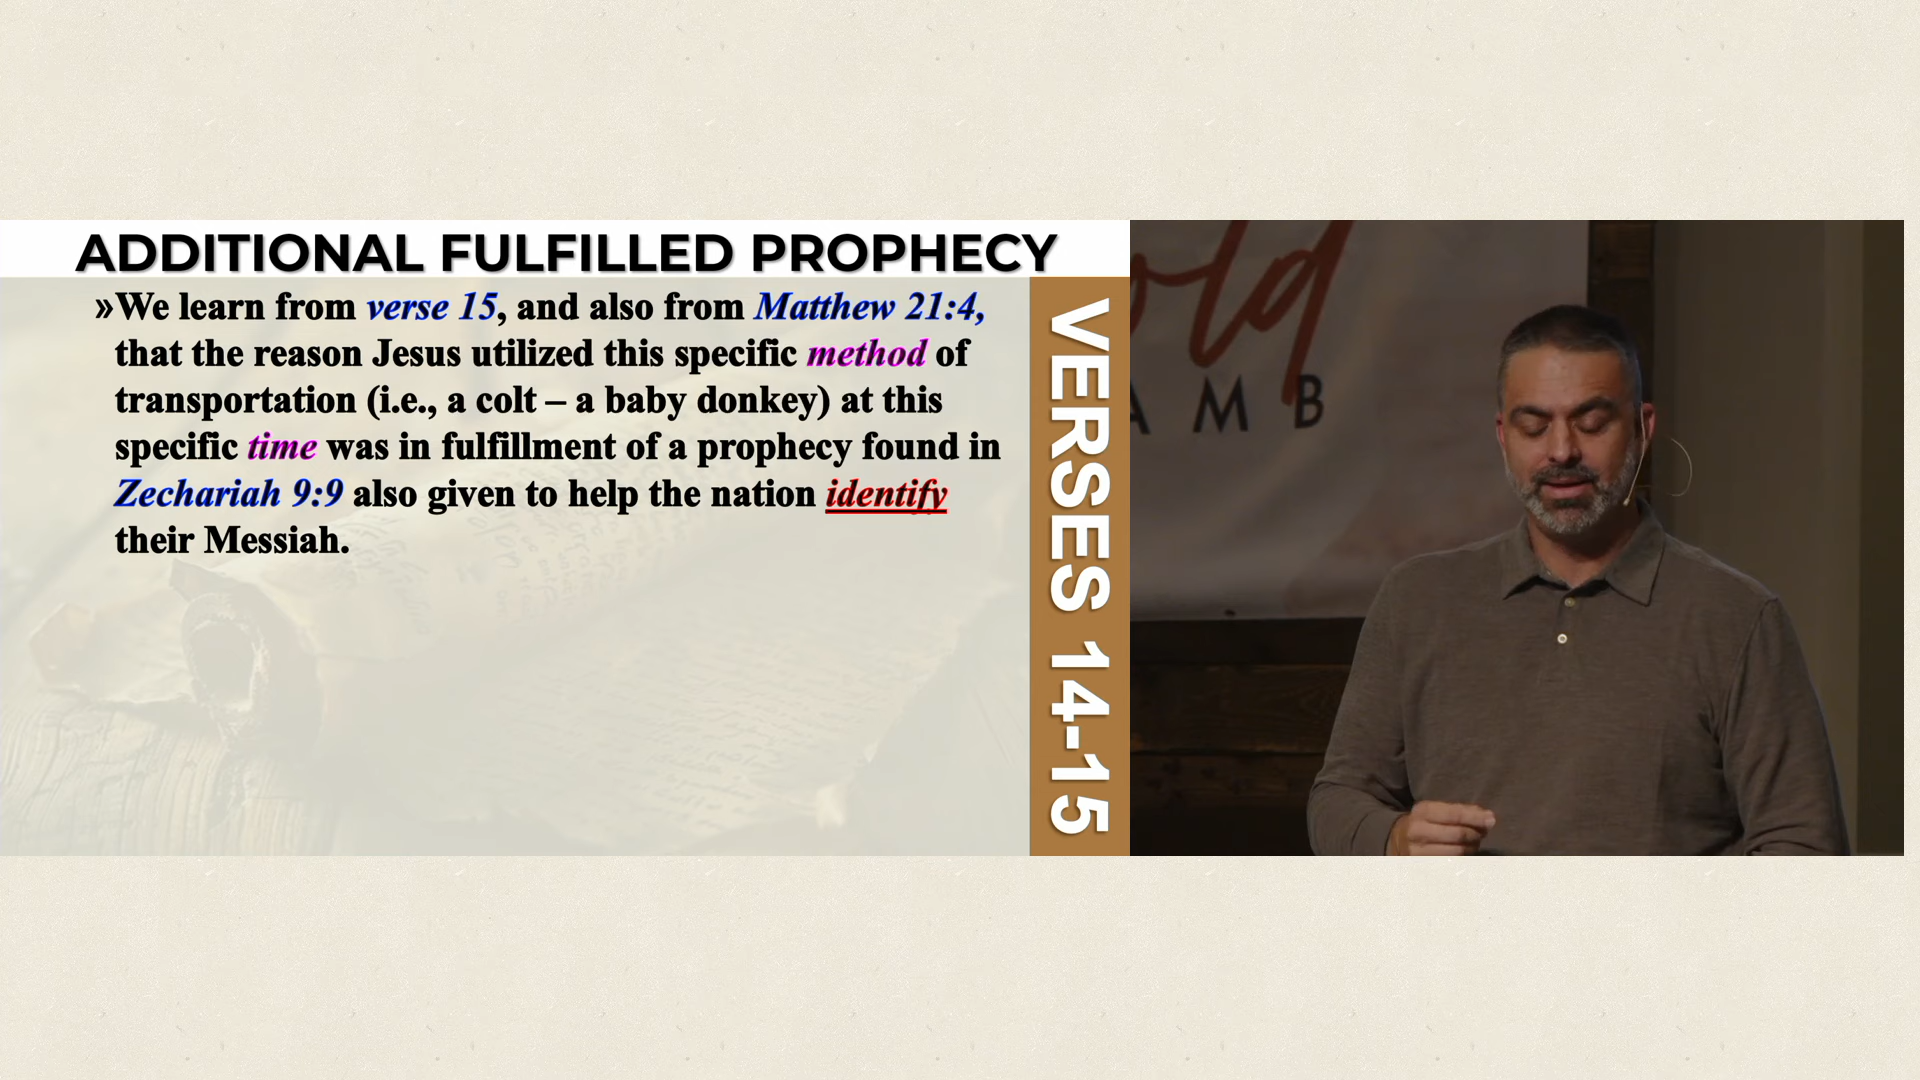 ADDITIONAL FULFILLED PROPHECY
»We learn from verse 15, and also from Matthew 21:4,
that the reason Jesus utilized this specific method of
transportation (i.e., a colt – a baby donkey) at this
specific time was in fulfillment of a prophecy found in
Zechariah 9:9 also given to help the nation identify
their Messiah.
VERSES 14-15
old
AMB